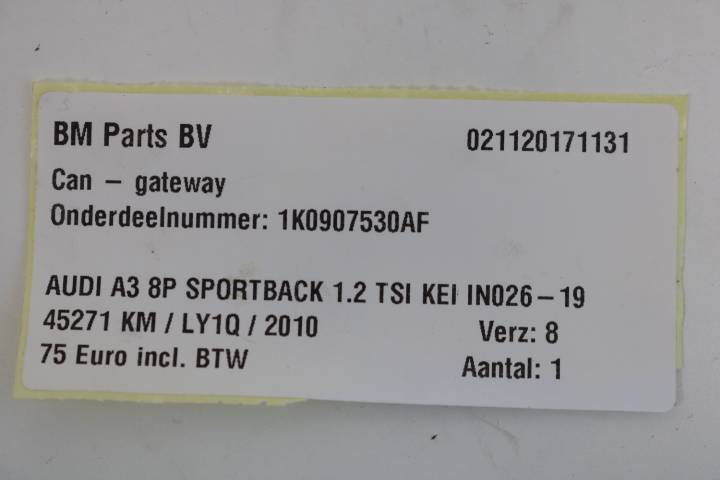 BM Parts BV 021120171131
Can – gateway
Onderdeelnummer: 1K0907530AF
AUDI A3 8P SPORTBACK 1.2 TSI KEI IN026–19
45271 KM / LY1Q / 2010 Verz: 8
75 Euro incl. BTW Aantal: 1